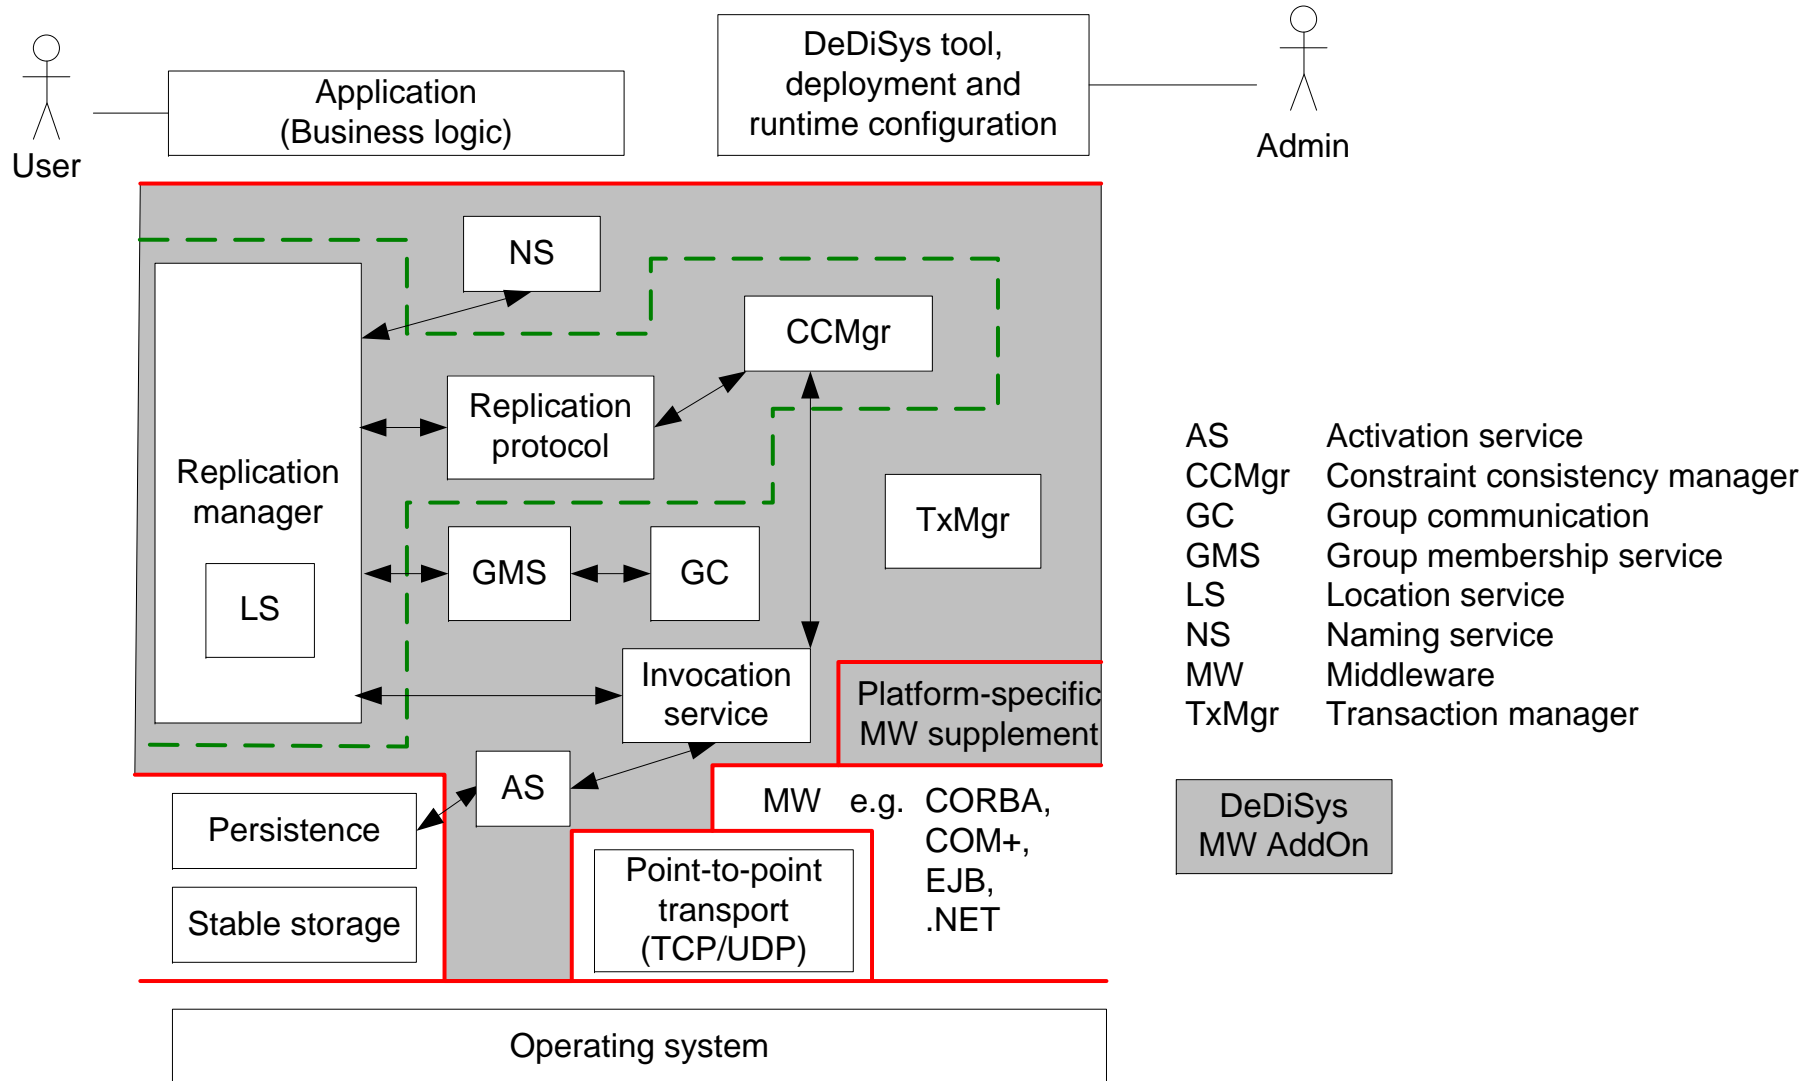 DeDiSys tool,
deployment and
runtime configuration
Application
(Business logic)
User
Admin
NS
CCMgr
Replication
protocol
Replication
manager
LS
GMS
GC
TxMgr
Invocation
service
Platform-specific
MW supplement
AS
Persistence
Stable storage
MW e.g. CORBA,
COM+,
EJB,
.NET
Point-to-point
transport
(TCP/UDP)
Operating system
AS Activation service
CCMgr Constraint consistency manager
GC Group communication
GMS Group membership service
LS Location service
NS Naming service
MW Middleware
TxMgr Transaction manager
DeDiSys
MW AddOn